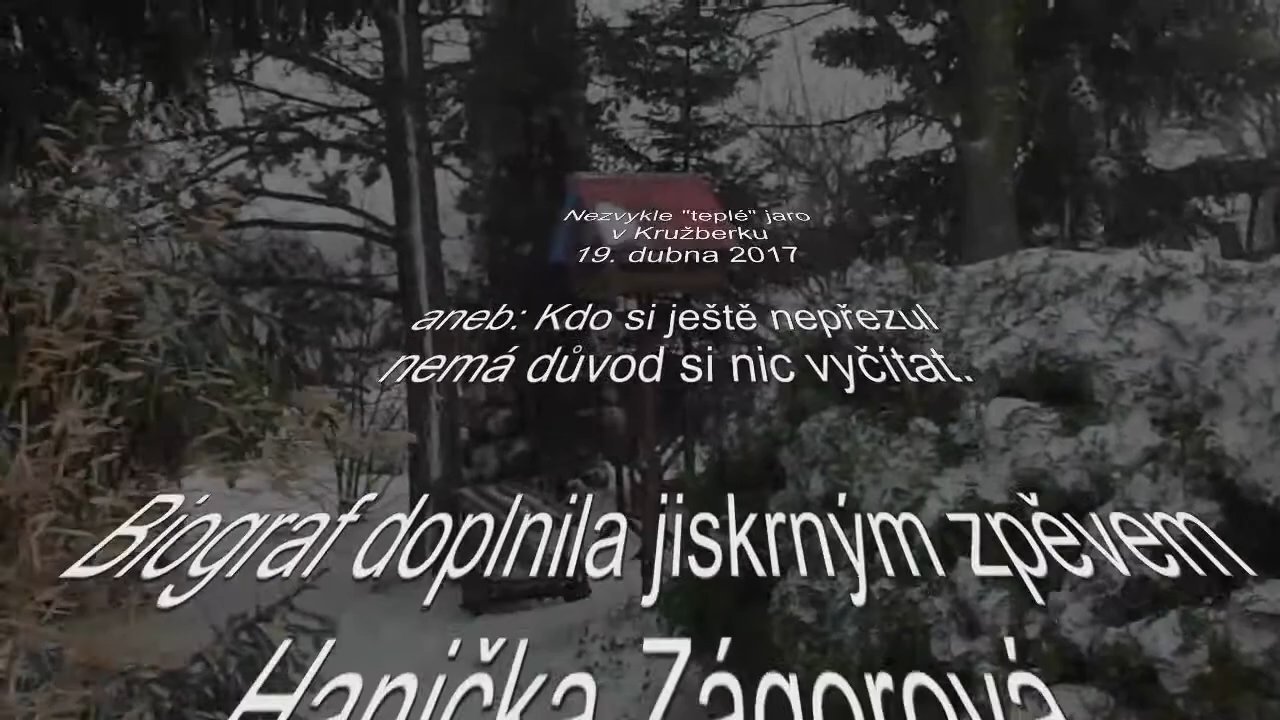 Nezvykle "teplé" jaro
v Kružberku
19. dubna 2017
aneb: Kdo si ještě nepřezul
nemá důvod si nic vyčítat.
Biograf doplnila jiskrným zpěvem
Hanička Zágorová